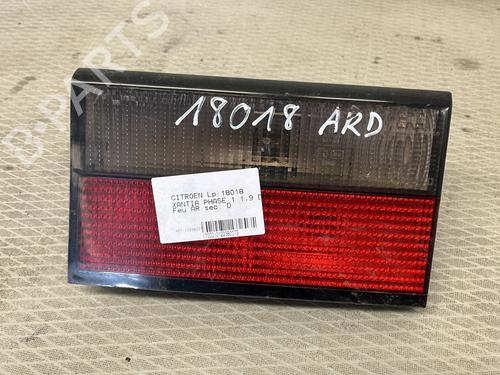 B-PARTS
18018 ARD
CITROEN Lp.18018
XANTIA PHASE 1 1.9 D
Feu AR sec. D